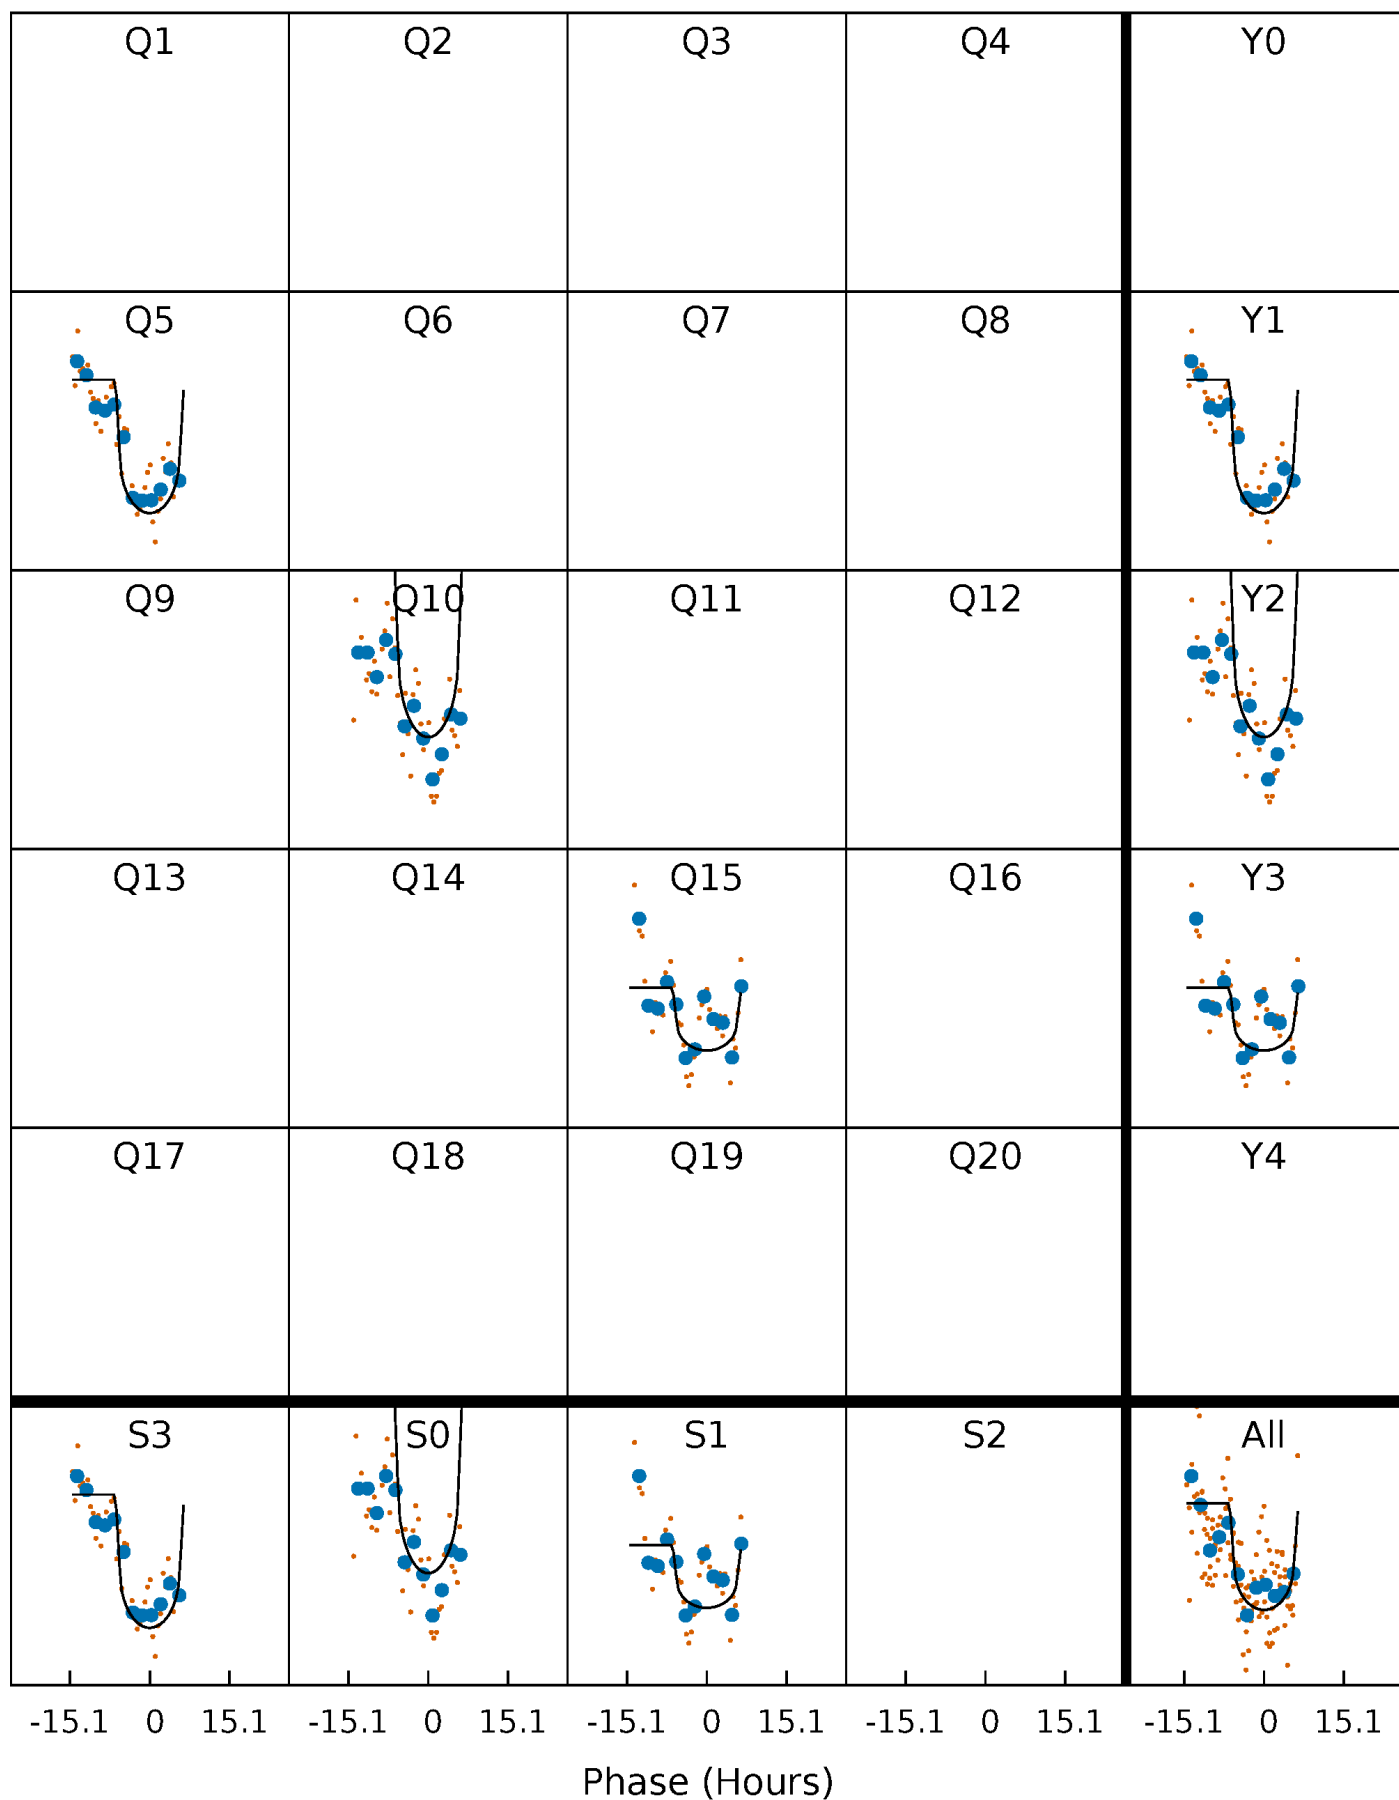 Q1 Q2 Q3 Q4 Y0
Q5 Q6 Q7 Q8 Y1
Q9 Q10 Q11 Q12 Y2
Q13 Q14 Q15 Q16 Y3
Q17 Q18 Q19 Q20 Y4
S3 S0 S1 S2 All
-15.1 0 15.1 -15.1 0 15.1 -15.1 0 15.1 -15.1 0 15.1 -15.1 0 15.1
Phase (Hours)